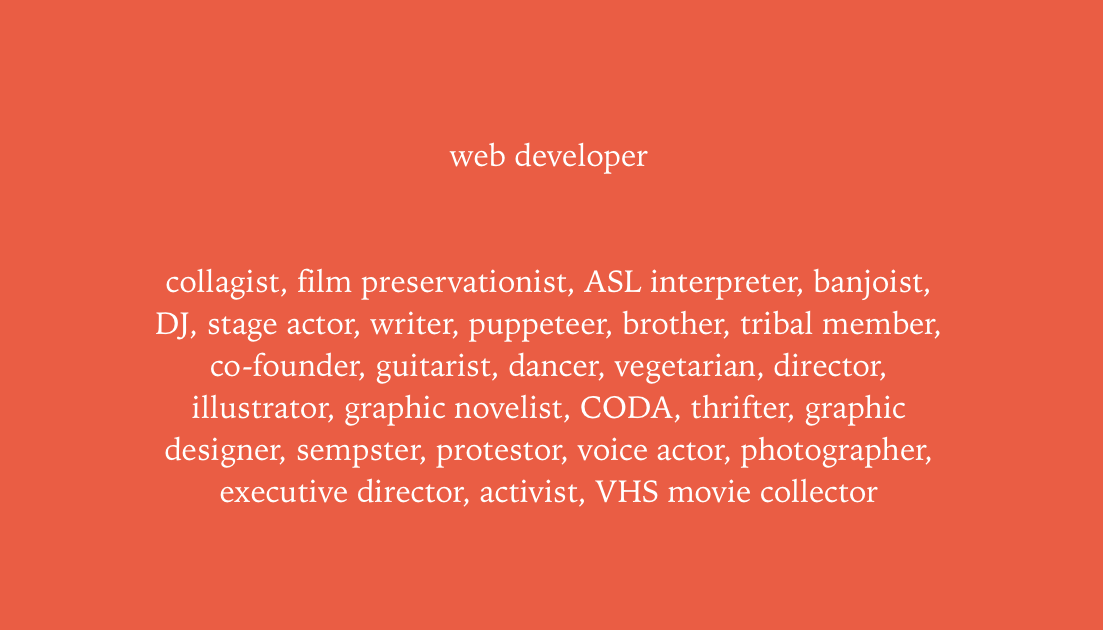 web developer
collagist, film preservationist, ASL interpreter, banjoist,
DJ, stage actor, writer, puppeteer, brother, tribal member,
co-founder, guitarist, dancer, vegetarian, director,
illustrator, graphic novelist, CODA, thrifter, graphic
designer, sempster, protestor, voice actor, photographer,
executive director, activist, VHS movie collector